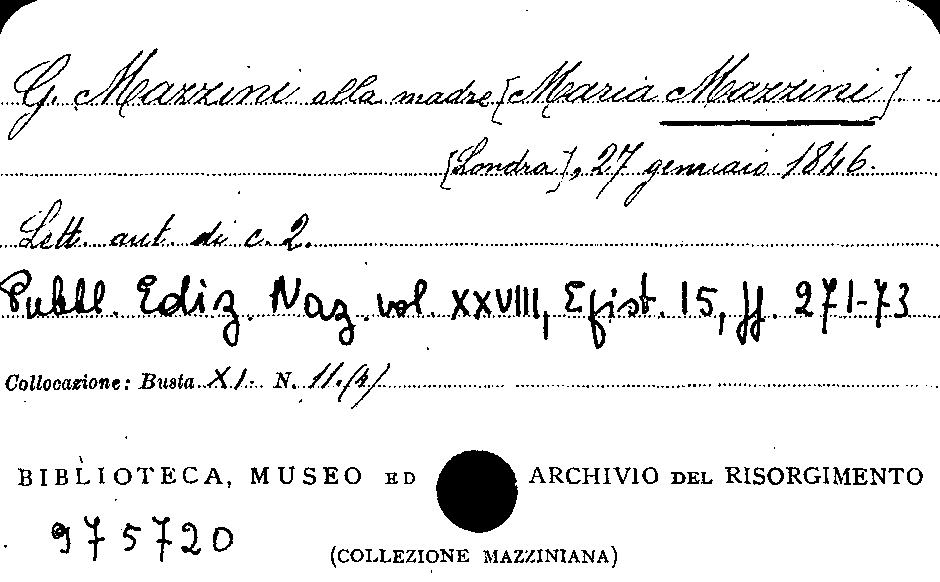 G. Mazzini alla madre [Maria Mazzini].
[Londra], 27 gennaio 1846.
Lett. aut. di c. 2.
Pubbl. Ediz. Naz. vol. XXVIII, Epist. 15, pp. 271-73
Collocazione: Busta XI. N. 11.(4)
BIBLIOTECA, MUSEO ED ARCHIVIO DEL RISORGIMENTO
975720
(COLLEZIONE MAZZINIANA)